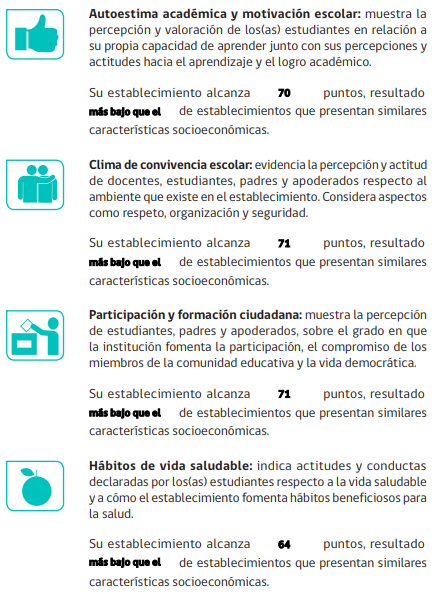 Autoestima académica y motivación escolar: muestra la
percepción y valoración de los(as) estudiantes en relación a
su propia capacidad de aprender junto con sus percepciones y
actitudes hacia el aprendizaje y el logro académico.
Su establecimiento alcanza 70 puntos, resultado
más bajo que el de establecimientos que presentan similares
características socioeconómicas.
Clima de convivencia escolar: evidencia la percepción y actitud
de docentes, estudiantes, padres y apoderados respecto al
ambiente que existe en el establecimiento. Considera aspectos
como respeto, organización y seguridad.
Su establecimiento alcanza 71 puntos, resultado
más bajo que el de establecimientos que presentan similares
características socioeconómicas.
Participación y formación ciudadana: muestra la percepción
de estudiantes, padres y apoderados, sobre el grado en que
la institución fomenta la participación, el compromiso de los
miembros de la comunidad educativa y la vida democrática.
Su establecimiento alcanza 71 puntos, resultado
más bajo que el de establecimientos que presentan similares
características socioeconómicas.
Hábitos de vida saludable: indica actitudes y conductas
declaradas por los(as) estudiantes respecto a la vida saludable
y a cómo el establecimiento fomenta hábitos beneficiosos para
la salud.
Su establecimiento alcanza 64 puntos, resultado
más bajo que el de establecimientos que presentan similares
características socioeconómicas.